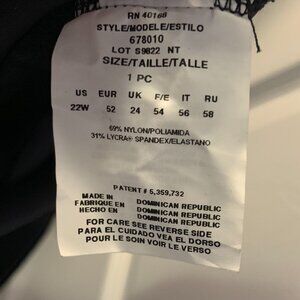 RN 40166
STYLE/MODELE/ESTILO
678010
LOT S9822 NT
SIZE/TAILLE/TALLE
1 PC
US EUR UK F/E IT RU
22W 52 24 54 56 58
69% NYLON/POLIAMIDA
31% LYCRA® SPANDEX/ELASTANO
PATENT # 5,359,732
MADE IN DOMINICAN REPUBLIC
FABRIQUE EN DOMINICAN REPUBLIC
HECHO EN DOMINICAN REPUBLIC
FOR CARE SEE REVERSE SIDE
PARA EL CUIDADO VEA EL DORSO
POUR LE SOIN VOIR LE VERSO